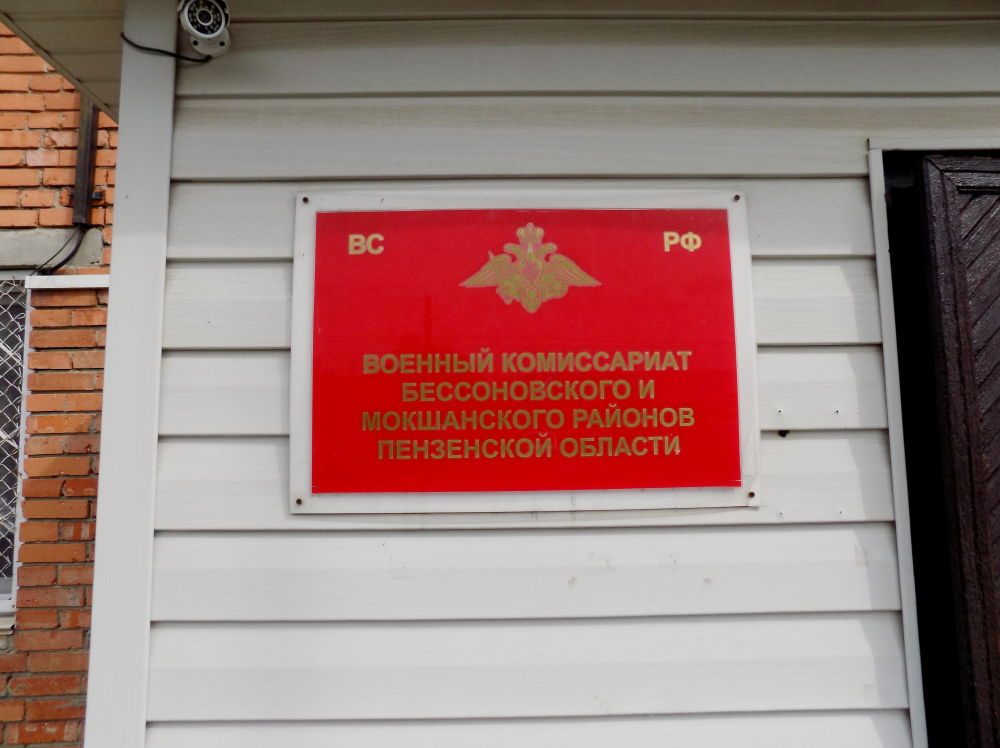 ВС РФ
ВОЕННЫЙ КОМИССАРИАТ
БЕССОНОВСКОГО И
МОКШАНСКОГО РАЙОНОВ
ПЕНЗЕНСКОЙ ОБЛАСТИ